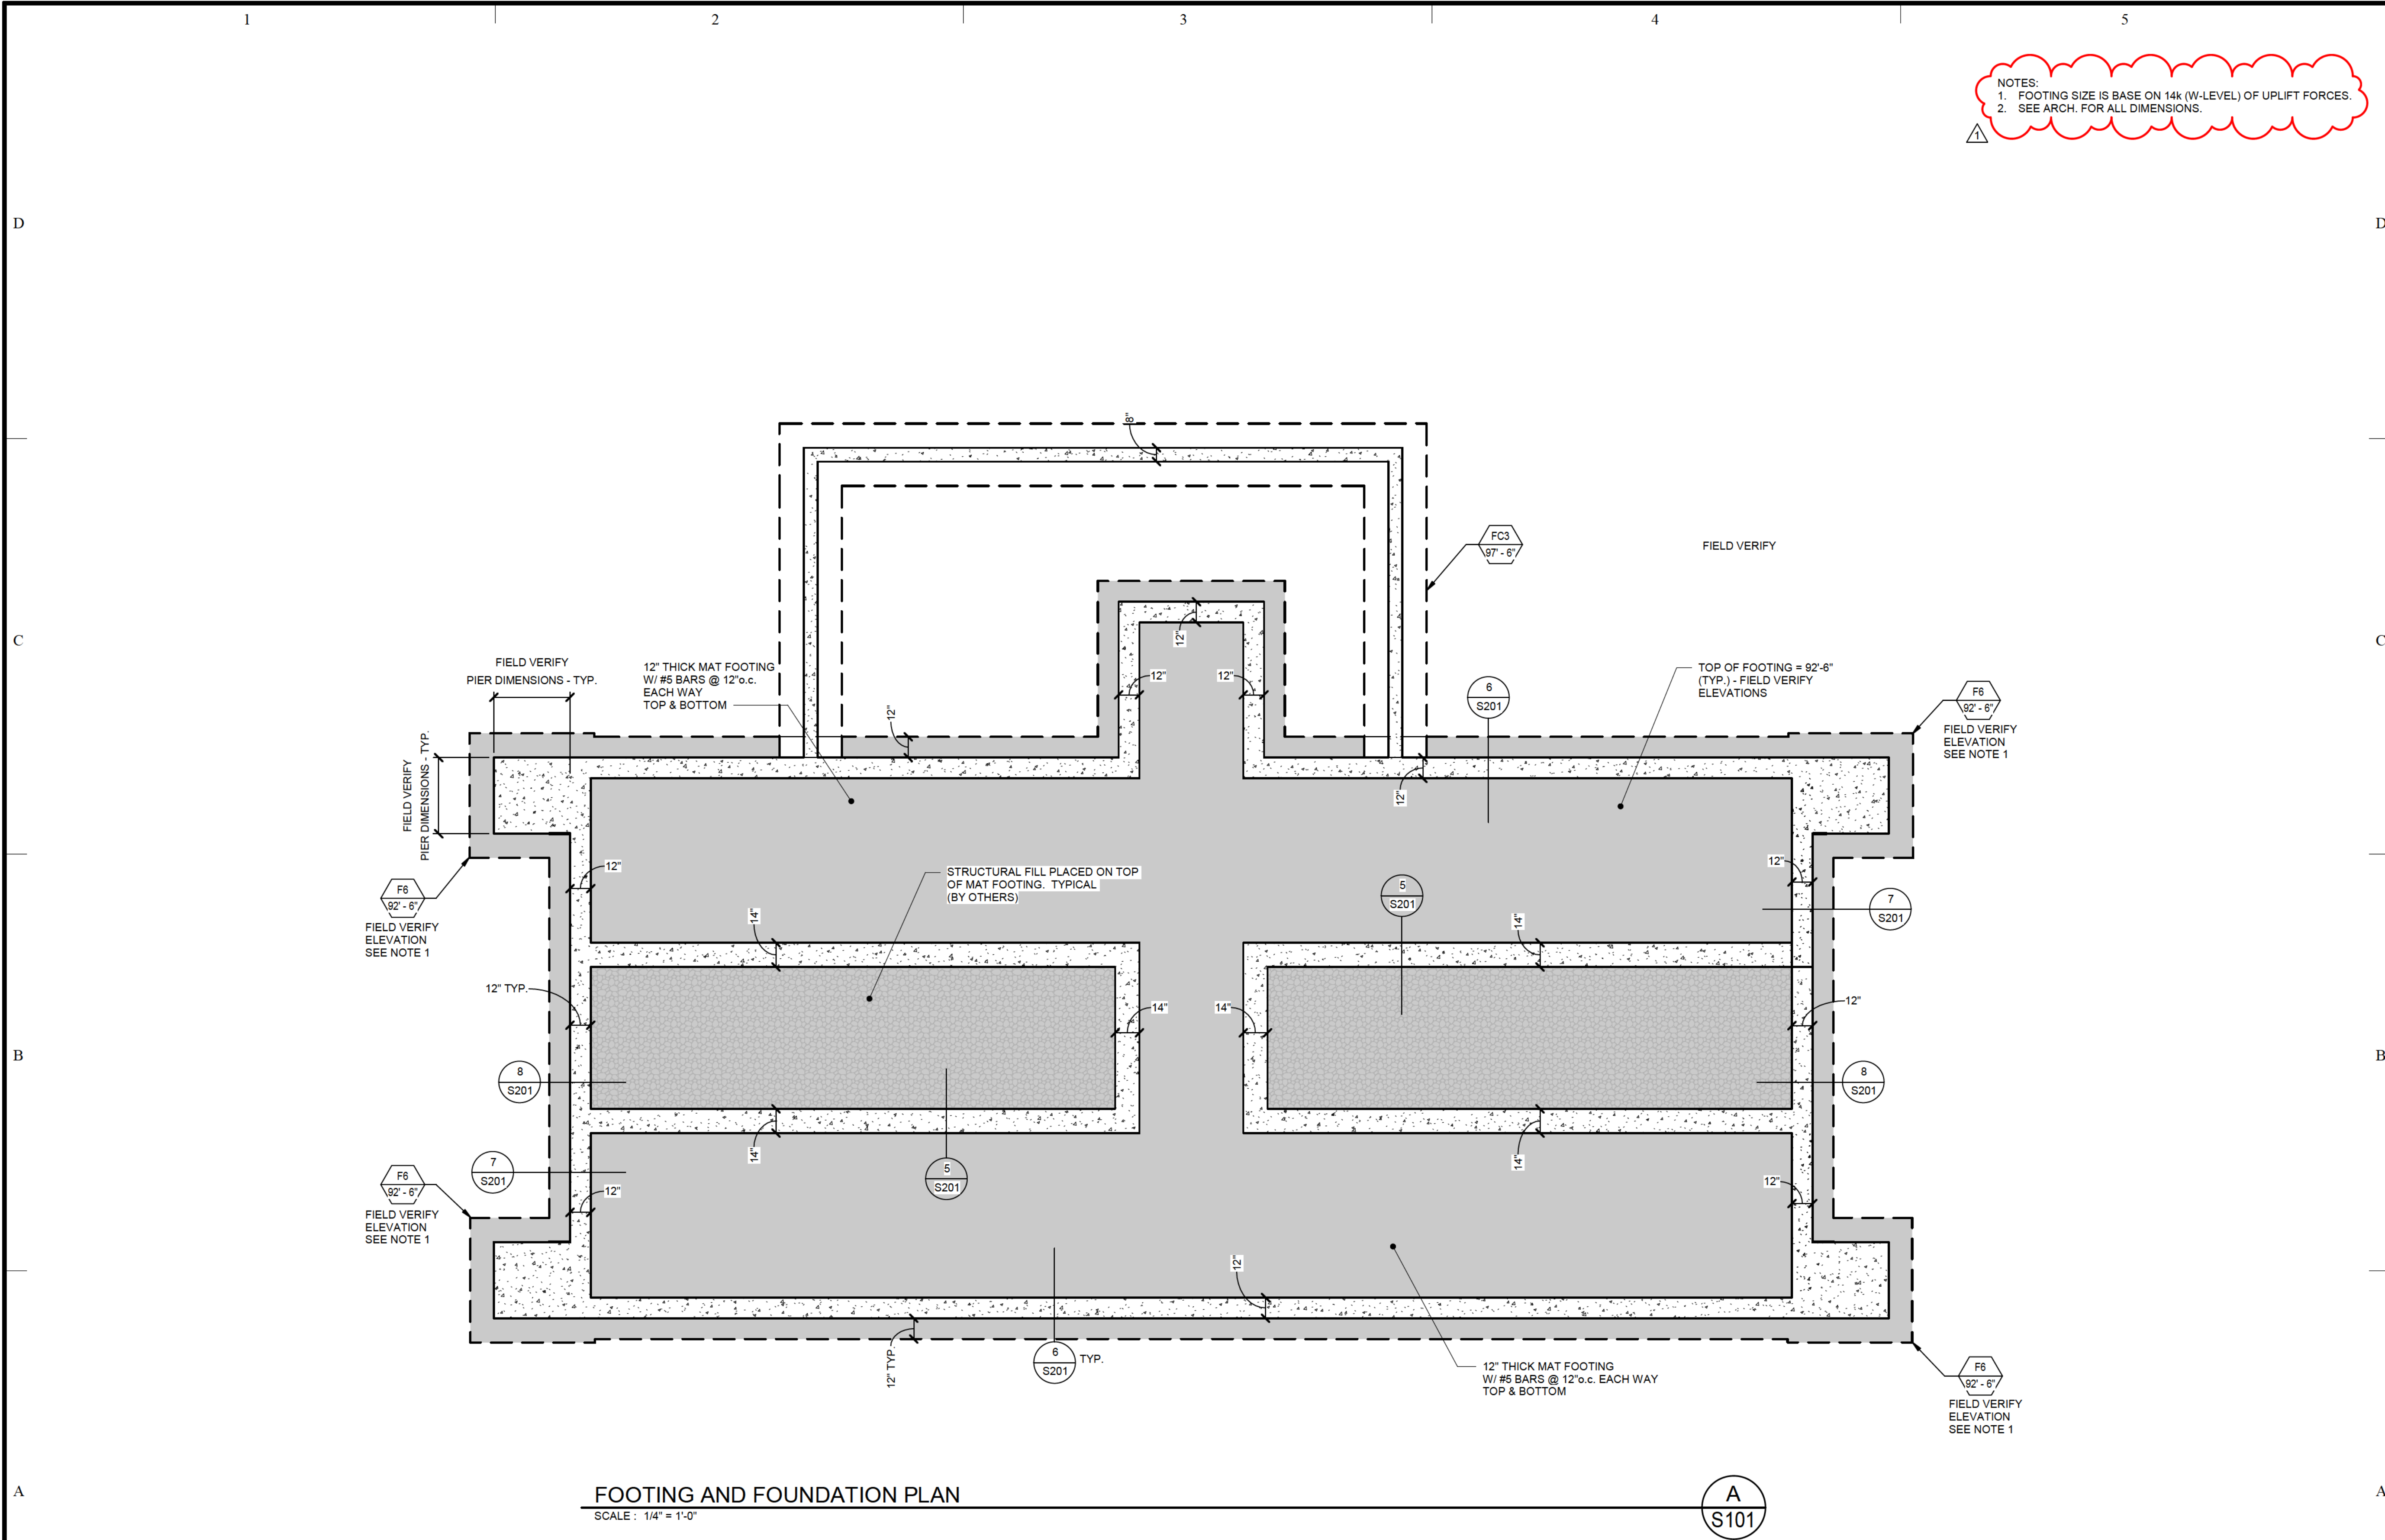 1 2 3 4 5
NOTES:
1. FOOTING SIZE IS BASE ON 14k (W-LEVEL) OF UPLIFT FORCES.
2. SEE ARCH. FOR ALL DIMENSIONS.
1
D D
8"
FC3
97' - 6"
FIELD VERIFY
C C
12"
FIELD VERIFY
PIER DIMENSIONS - TYP.
12" THICK MAT FOOTING
W/ #5 BARS @ 12"o.c.
EACH WAY
TOP & BOTTOM
12" 12"
TOP OF FOOTING = 92'-6"
(TYP.) - FIELD VERIFY
ELEVATIONS
6
S201
F6
92' - 6"
FIELD VERIFY
ELEVATION
SEE NOTE 1
12"
FIELD VERIFY
PIER DIMENSIONS - TYP.
12"
12"
12"
F6
92' - 6"
FIELD VERIFY
ELEVATION
SEE NOTE 1
STRUCTURAL FILL PLACED ON TOP
OF MAT FOOTING. TYPICAL
(BY OTHERS)
5
S201
7
S201
14" 14"
12" TYP.
14" 14"
12"
B B
8
S201
8
S201
14" 14"
7
S201
5
S201
F6
92' - 6"
FIELD VERIFY
ELEVATION
SEE NOTE 1
12" 12"
12"
12" TYP.
6
S201
TYP.
12" THICK MAT FOOTING
W/ #5 BARS @ 12"o.c. EACH WAY
TOP & BOTTOM
F6
92' - 6"
FIELD VERIFY
ELEVATION
SEE NOTE 1
A A
FOOTING AND FOUNDATION PLAN
SCALE : 1/4" = 1'-0"
A
S101